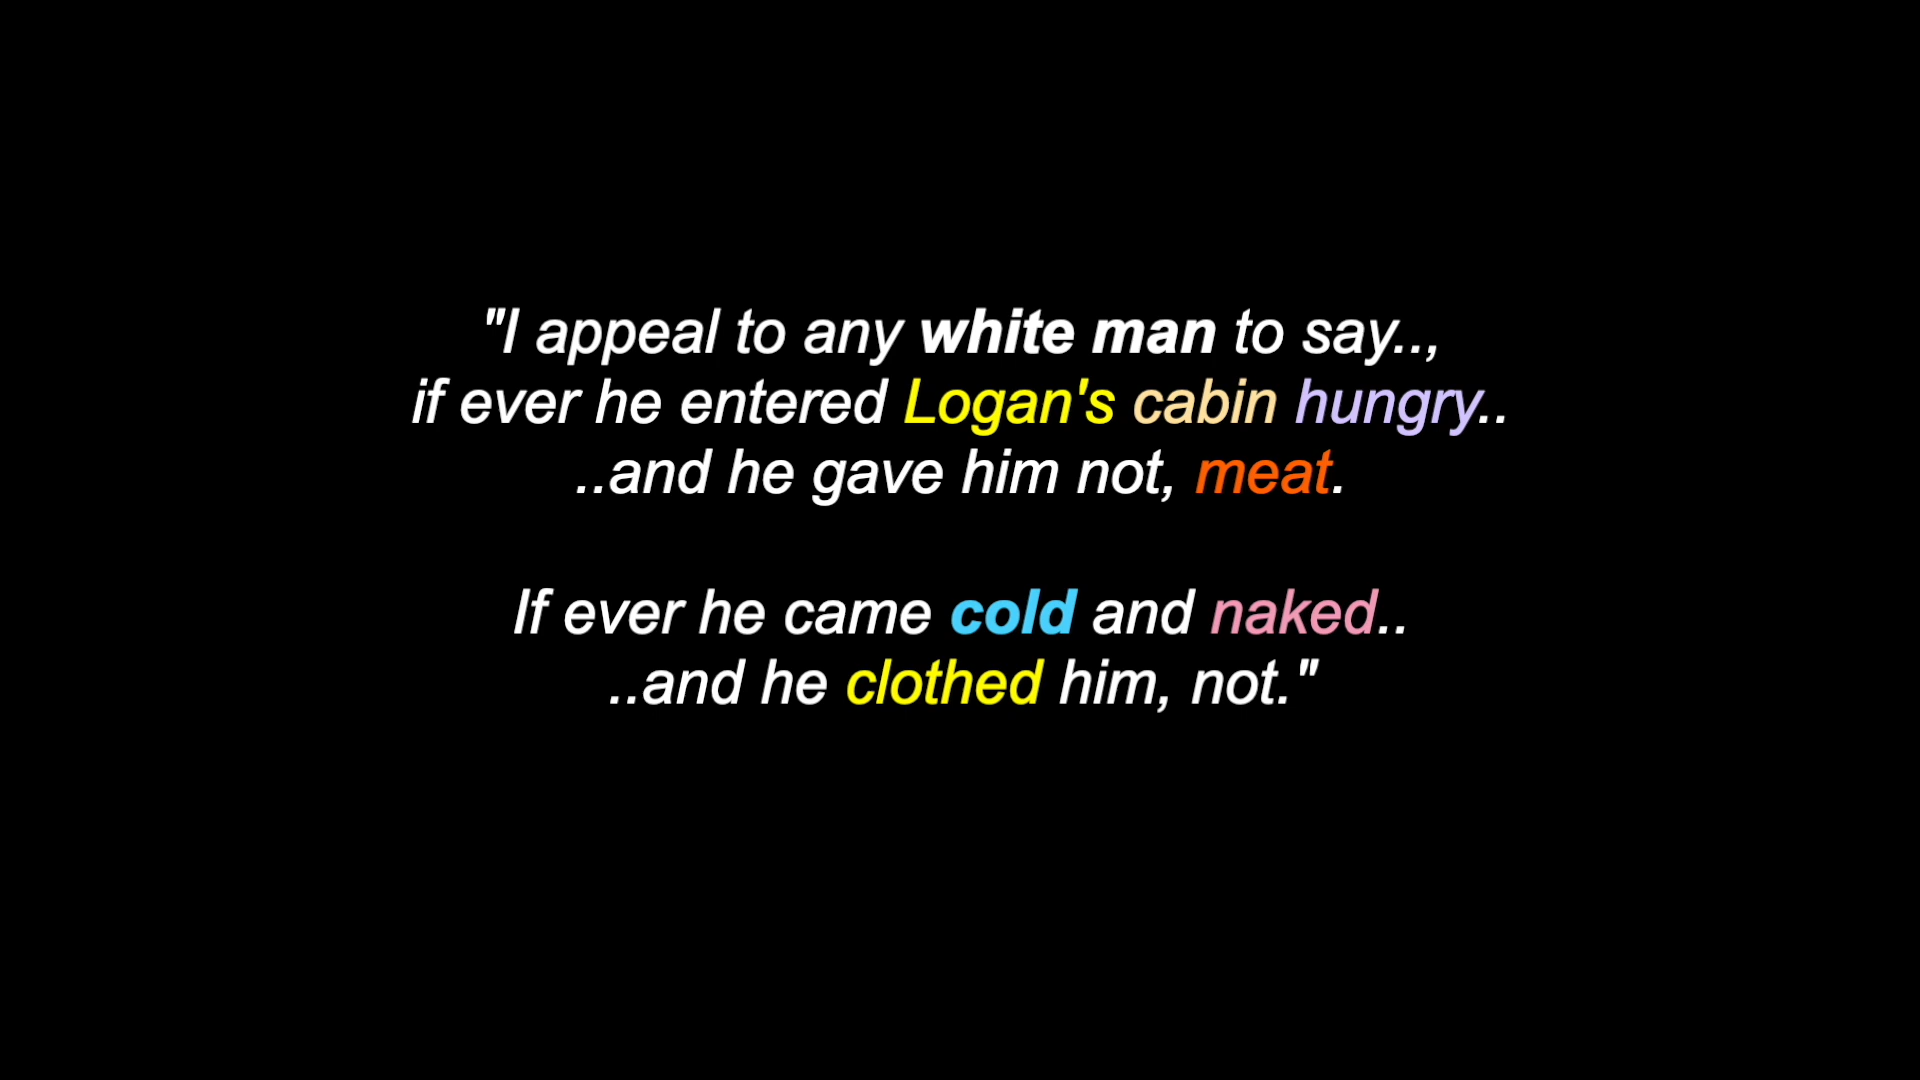 "I appeal to any white man to say..,
if ever he entered Logan's cabin hungry..
..and he gave him not, meat.
If ever he came cold and naked..
..and he clothed him, not."